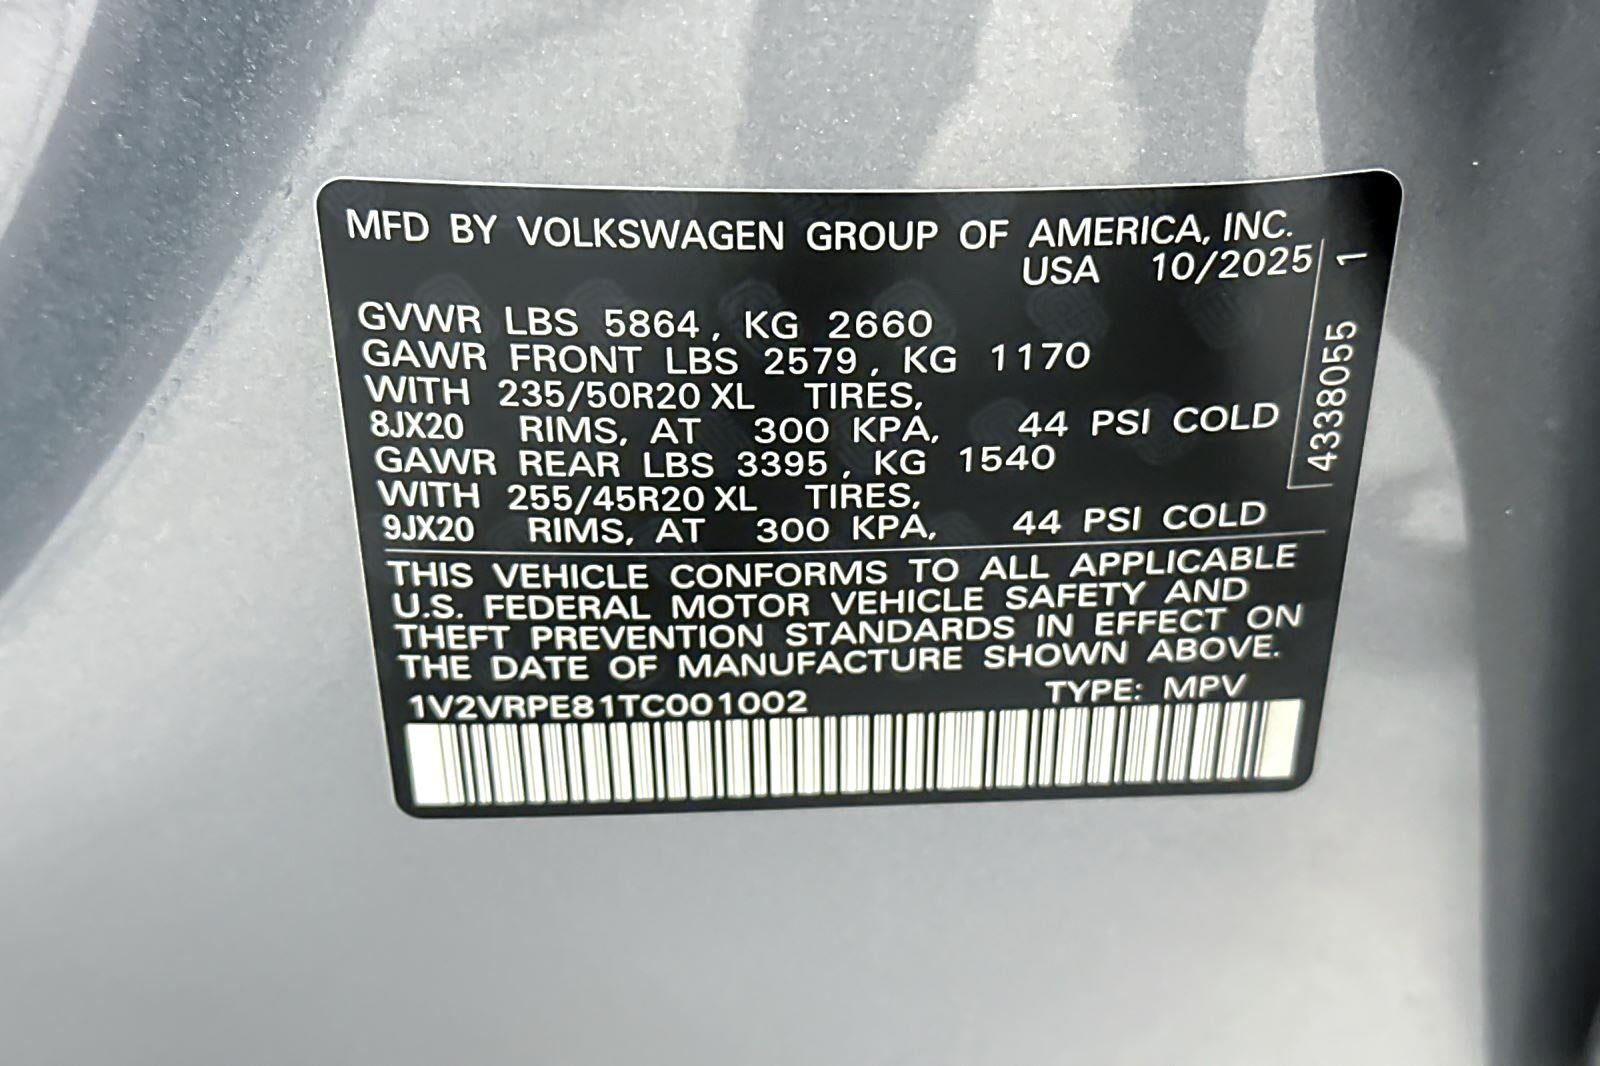 MFD BY VOLKSWAGEN GROUP OF AMERICA, INC.
USA 10/2025
GVWR LBS 5864, KG 2660
GAWR FRONT LBS 2579, KG 1170
WITH 235/50R20 XL TIRES,
8JX20 RIMS, AT 300 KPA, 44 PSI COLD
GAWR REAR LBS 3395, KG 1540
WITH 255/45R20 XL TIRES,
9JX20 RIMS, AT 300 KPA, 44 PSI COLD
THIS VEHICLE CONFORMS TO ALL APPLICABLE
U.S. FEDERAL MOTOR VEHICLE SAFETY AND
THEFT PREVENTION STANDARDS IN EFFECT ON
THE DATE OF MANUFACTURE SHOWN ABOVE.
1V2VRPE81TC001002 TYPE: MPV
4338055 1